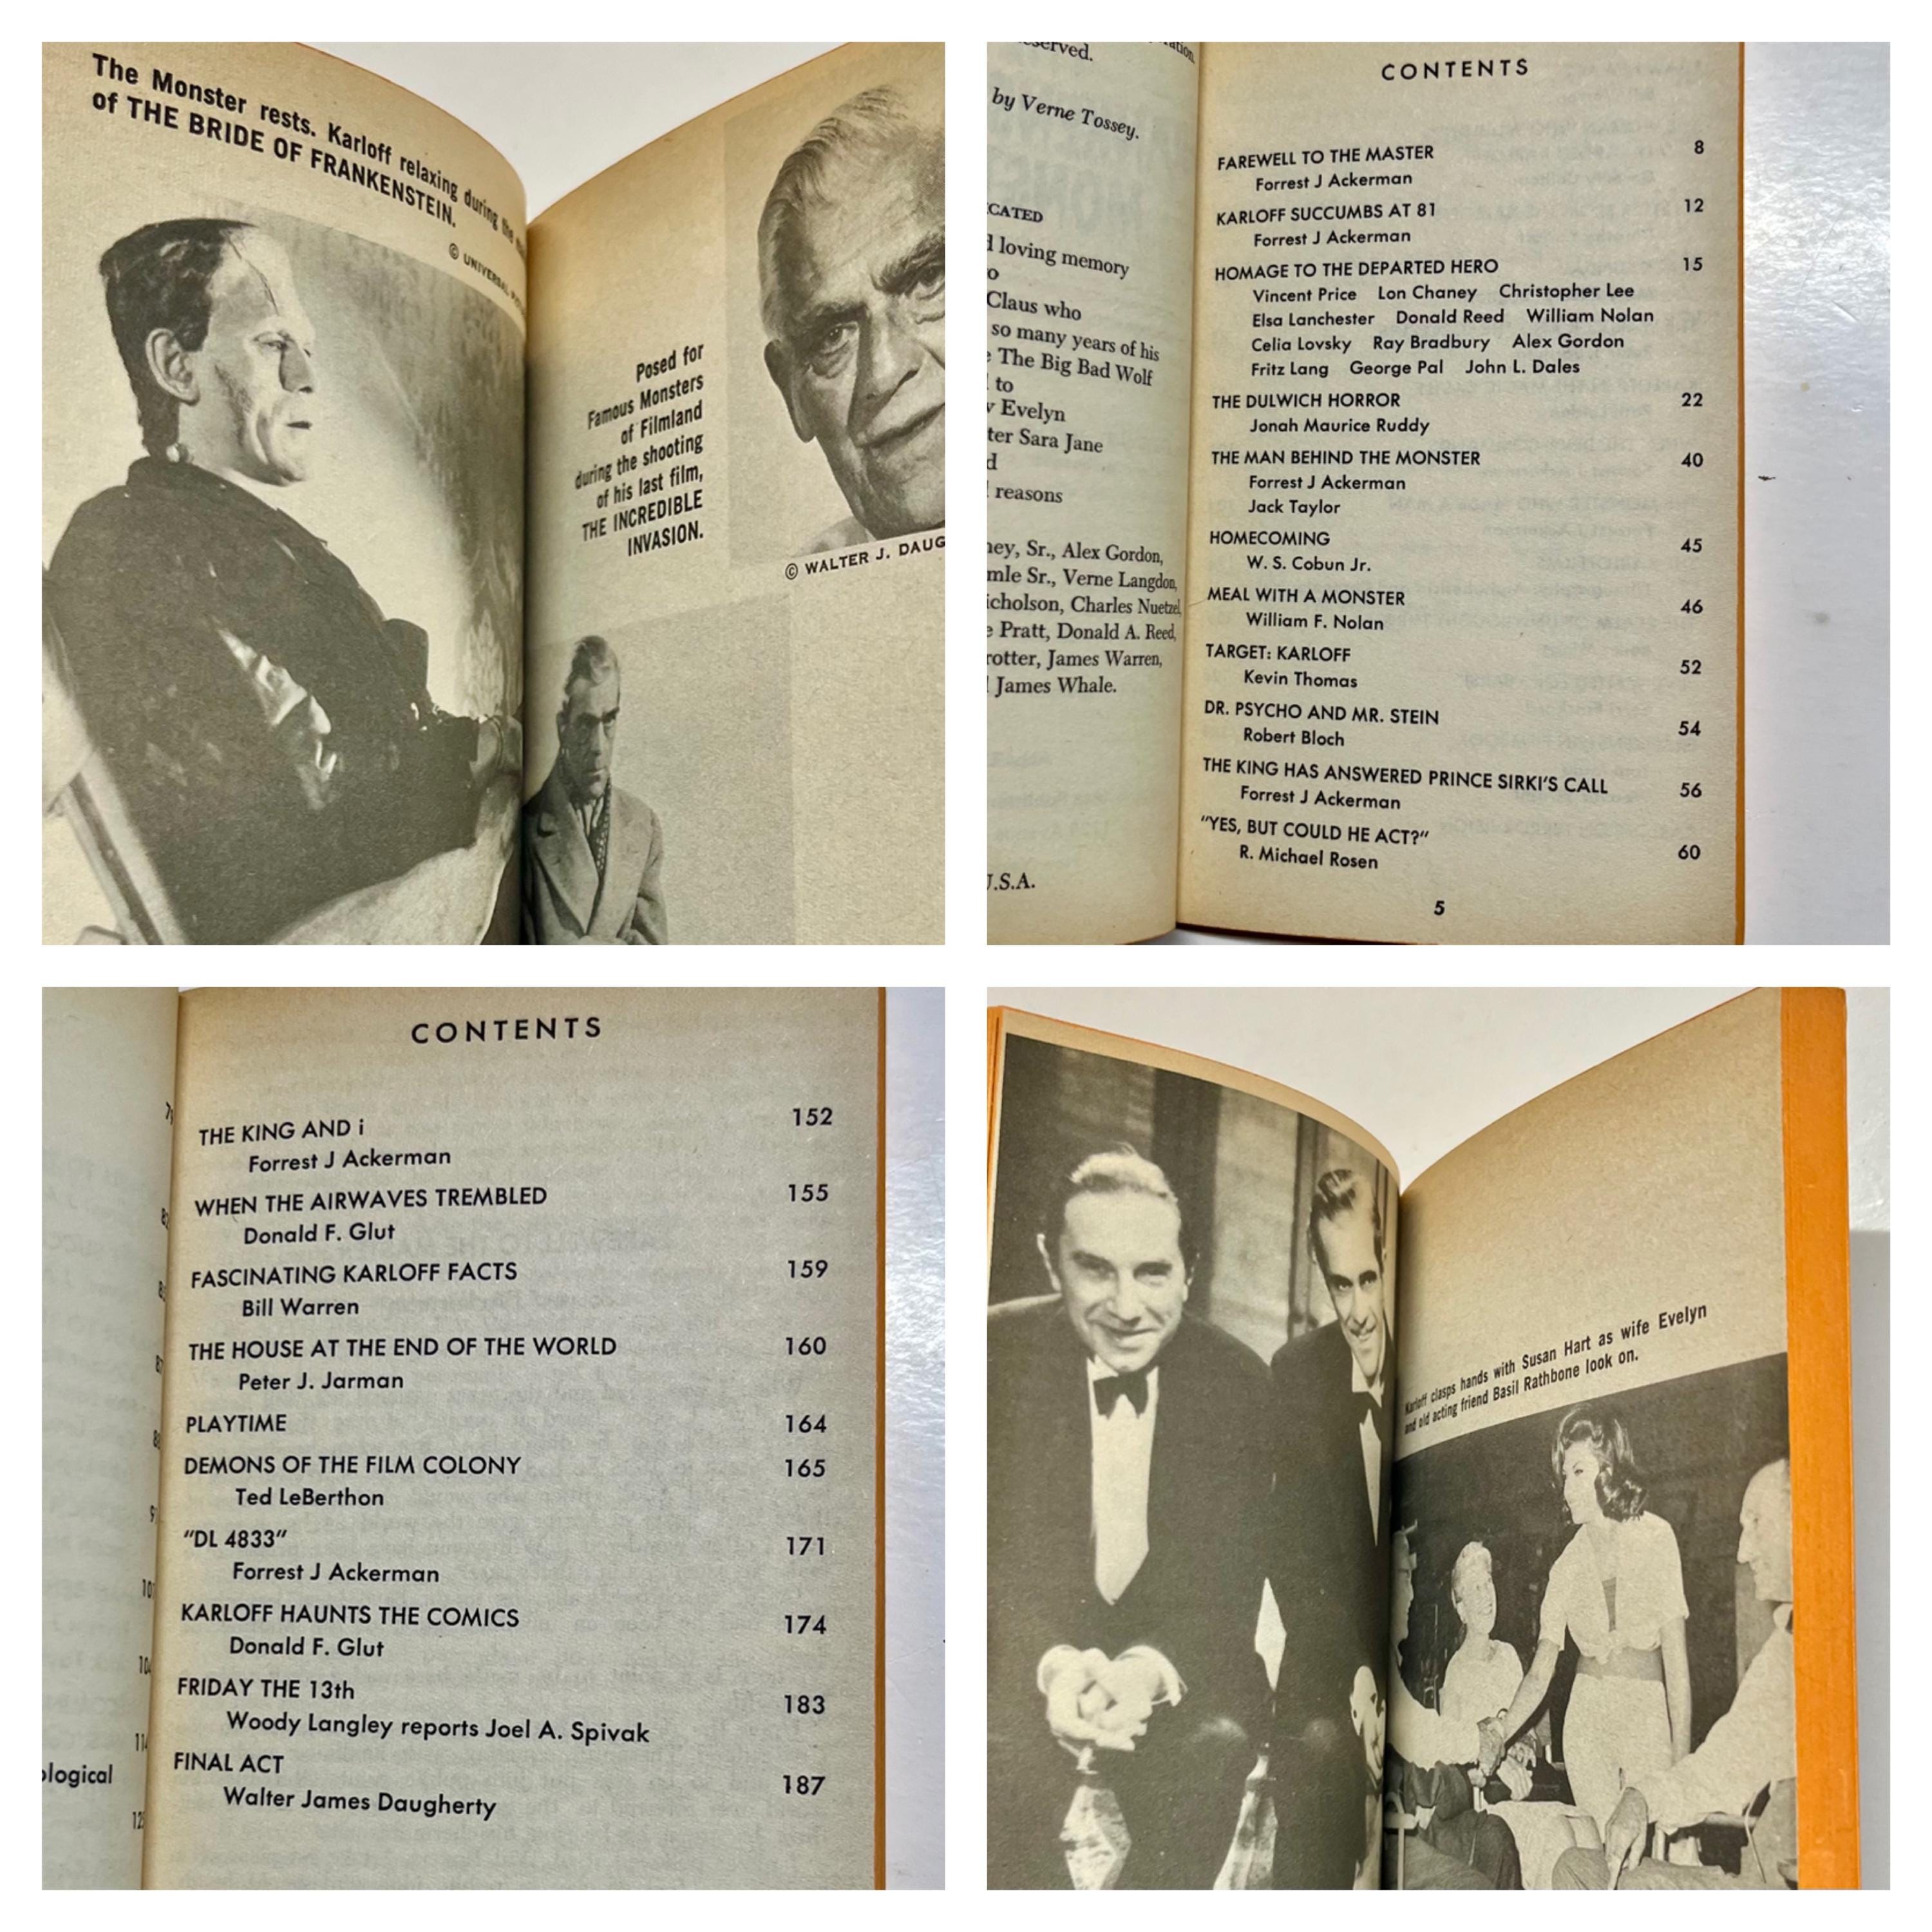 The Monster rests. Karloff relaxing during the
of THE BRIDE OF FRANKENSTEIN.
© UNIVERSAL
Posed for
Famous Monsters
of Filmland
during the shooting
of his last film,
THE INCREDIBLE
INVASION.
© WALTER J. DAUG
by Verne Tossey.
loving memory
Claus who
so many years of his
The Big Bad Wolf
to
Evelyn
Sara Jane
reasons
Sr., Alex Gordon,
Sr., Verne Langdon,
Charles Nuetzel,
Pratt, Donald A. Reed,
James Warren,
James Whale.
U.S.A.
CONTENTS
FAREWELL TO THE MASTER 8
Forrest J Ackerman
KARLOFF SUCCUMBS AT 81 12
Forrest J Ackerman
HOMAGE TO THE DEPARTED HERO 15
Vincent Price Lon Chaney Christopher Lee
Elsa Lanchester Donald Reed William Nolan
Celia Lovsky Ray Bradbury Alex Gordon
Fritz Lang George Pal John L. Dales
THE DULWICH HORROR 22
Jonah Maurice Ruddy
THE MAN BEHIND THE MONSTER 40
Forrest J Ackerman
Jack Taylor
HOMECOMING 45
W. S. Cobun Jr.
MEAL WITH A MONSTER 46
William F. Nolan
TARGET: KARLOFF 52
Kevin Thomas
DR. PSYCHO AND MR. STEIN 54
Robert Bloch
THE KING HAS ANSWERED PRINCE SIRKI'S CALL 56
Forrest J Ackerman
"YES, BUT COULD HE ACT?" 60
R. Michael Rosen
5
CONTENTS
THE KING AND i 152
Forrest J Ackerman
WHEN THE AIRWAVES TREMBLED 155
Donald F. Glut
FASCINATING KARLOFF FACTS 159
Bill Warren
THE HOUSE AT THE END OF THE WORLD 160
Peter J. Jarman
PLAYTIME 164
DEMONS OF THE FILM COLONY 165
Ted LeBerthon
"DL 4833" 171
Forrest J Ackerman
KARLOFF HAUNTS THE COMICS 174
Donald F. Glut
FRIDAY THE 13th 183
Woody Langley reports Joel A. Spivak
FINAL ACT 187
Walter James Daugherty
Karloff clasps hands with Susan Hart as wife Evelyn
and old acting friend Basil Rathbone look on.